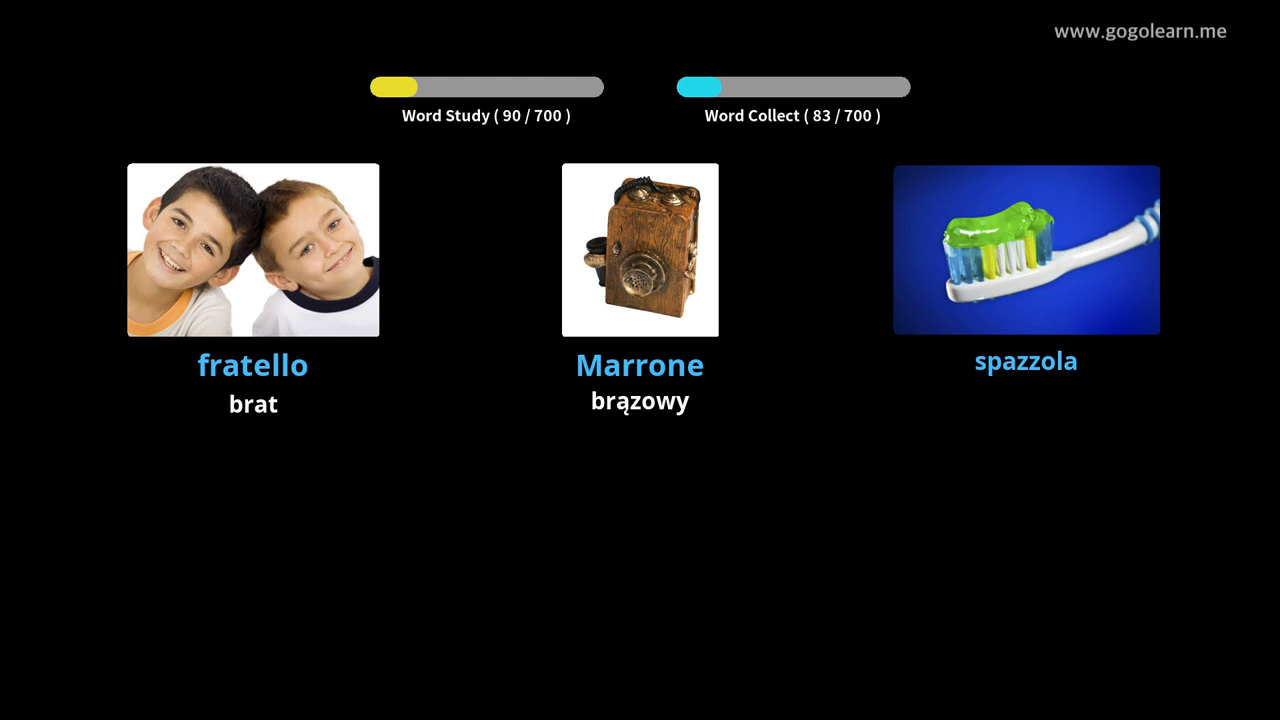 www.gogolearn.me
Word Study ( 90 / 700 )
Word Collect ( 83 / 700 )
fratello
brat
Marrone
brązowy
spazzola